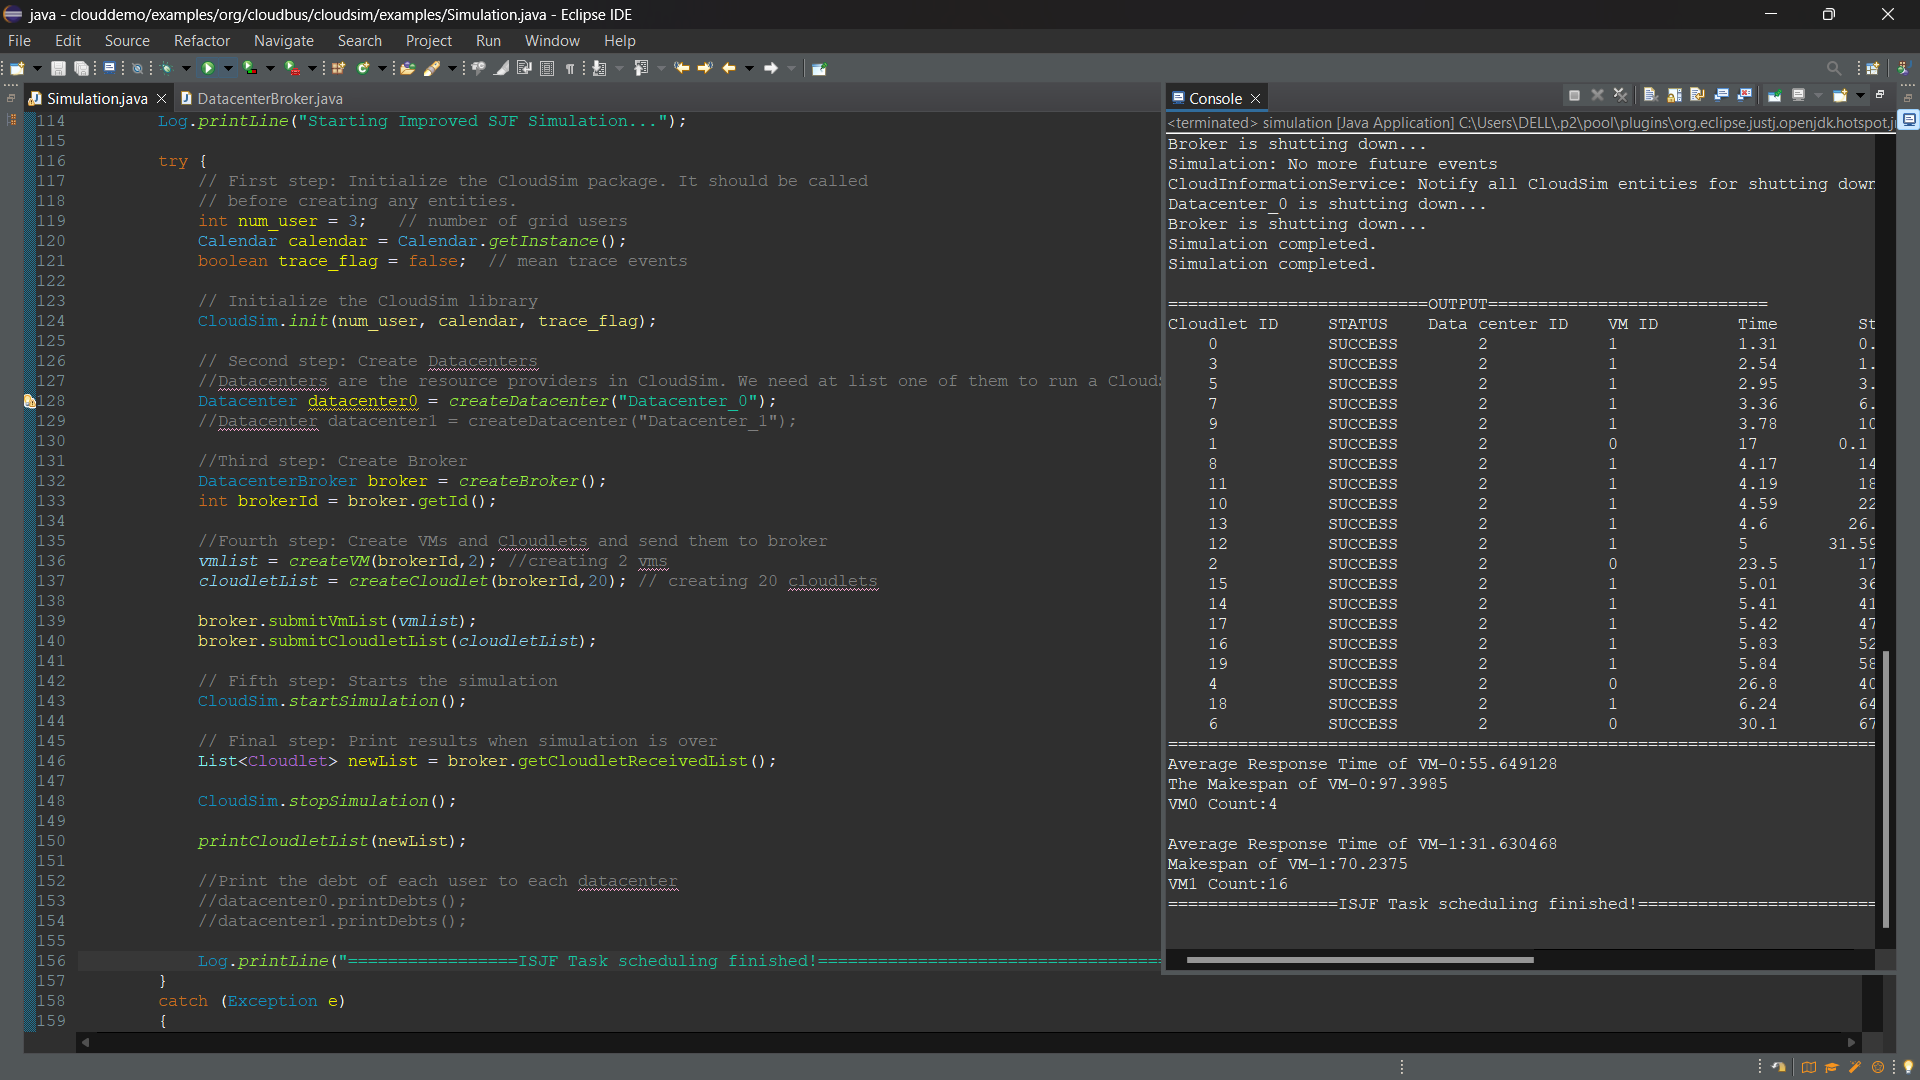 java - clouddemo/examples/org/cloudbus/cloudsim/examples/Simulation.java - Eclipse IDE
File Edit Source Refactor Navigate Search Project Run Window Help
Simulation.java DatacenterBroker.java
114 Log.printLine("Starting Improved SJF Simulation...");
115
116 try {
117 // First step: Initialize the CloudSim package. It should be called
118 // before creating any entities.
119 int num_user = 3; // number of grid users
120 Calendar calendar = Calendar.getInstance();
121 boolean trace_flag = false; // mean trace events
122
123 // Initialize the CloudSim library
124 CloudSim.init(num_user, calendar, trace_flag);
125
126 // Second step: Create Datacenters
127 //Datacenters are the resource providers in CloudSim. We need at list one of them to run a Clouds
128 Datacenter datacenter0 = createDatacenter("Datacenter_0");
129 //Datacenter datacenter1 = createDatacenter("Datacenter_1");
130
131 //Third step: Create Broker
132 DatacenterBroker broker = createBroker();
133 int brokerId = broker.getId();
134
135 //Fourth step: Create VMs and Cloudlets and send them to broker
136 vmlist = createVM(brokerId,2); //creating 2 vms
137 cloudletList = createCloudlet(brokerId,20); // creating 20 cloudlets
138
139 broker.submitVmList(vmlist);
140 broker.submitCloudletList(cloudletList);
141
142 // Fifth step: Starts the simulation
143 CloudSim.startSimulation();
144
145 // Final step: Print results when simulation is over
146 List<Cloudlet> newList = broker.getCloudletReceivedList();
147
148 CloudSim.stopSimulation();
149
150 printCloudletList(newList);
151
152 //Print the debt of each user to each datacenter
153 //datacenter0.printDebts();
154 //datacenter1.printDebts();
155
156 Log.printLine("=================ISJF Task scheduling finished!==================================
157 }
158 catch (Exception e)
159 {
Console
<terminated> simulation [Java Application] C:\Users\DELL\.p2\pool\plugins\org.eclipse.justj.openjdk.hotspot.j
Broker is shutting down...
Simulation: No more future events
CloudInformationService: Notify all CloudSim entities for shutting down
Datacenter_0 is shutting down...
Broker is shutting down...
Simulation completed.
Simulation completed.
==========================OUTPUT============================
Cloudlet ID STATUS Data center ID VM ID Time St
0 SUCCESS 2 1 1.31 0.
3 SUCCESS 2 1 2.54 1.
5 SUCCESS 2 1 2.95 3.
7 SUCCESS 2 1 3.36 6.
9 SUCCESS 2 1 3.78 10
1 SUCCESS 2 0 17 0.1
8 SUCCESS 2 1 4.17 14
11 SUCCESS 2 1 4.19 18
10 SUCCESS 2 1 4.59 22
13 SUCCESS 2 1 4.6 26.
12 SUCCESS 2 1 5 31.59
2 SUCCESS 2 0 23.5 17
15 SUCCESS 2 1 5.01 36
14 SUCCESS 2 1 5.41 41
17 SUCCESS 2 1 5.42 47
16 SUCCESS 2 1 5.83 52
19 SUCCESS 2 1 5.84 58
4 SUCCESS 2 0 26.8 40
18 SUCCESS 2 1 6.24 64
6 SUCCESS 2 0 30.1 67
=======================================================================
Average Response Time of VM-0:55.649128
The Makespan of VM-0:97.3985
VM0 Count:4
Average Response Time of VM-1:31.630468
Makespan of VM-1:70.2375
VM1 Count:16
=================ISJF Task scheduling finished!========================